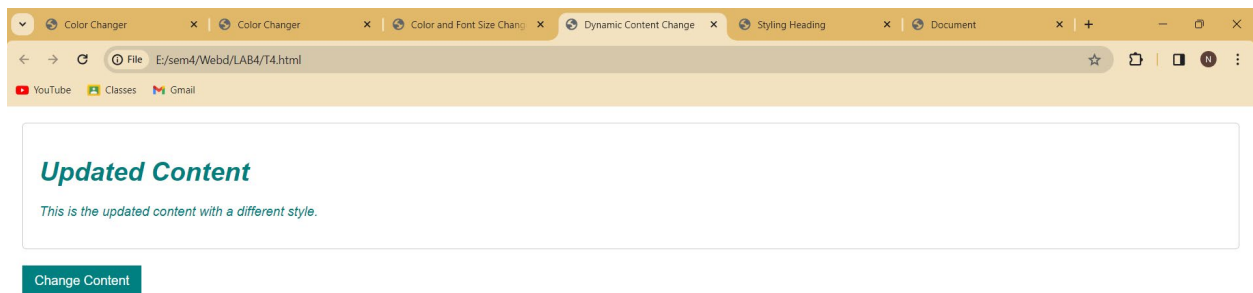 Color Changer Color Changer Color and Font Size Chang Dynamic Content Change Styling Heading Document
File E:/sem4/Webd/LAB4/T4.html N
YouTube Classes Gmail
Updated Content
This is the updated content with a different style.
Change Content